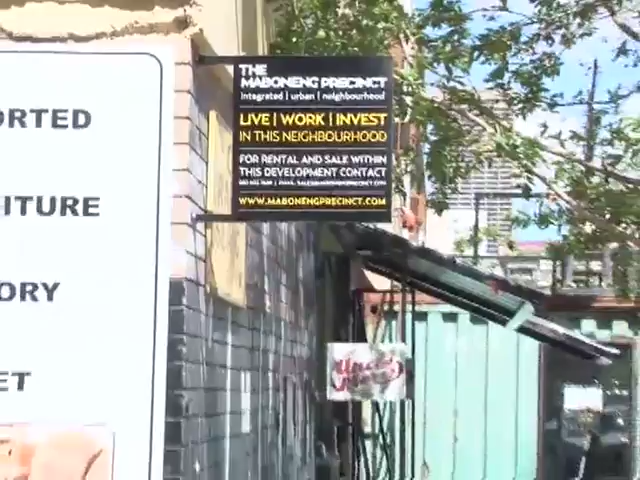 ORTED
ITURE
ORY
ET
THE
MABONENG PRECINCT
integrated | urban | neighbourhood
LIVE | WORK | INVEST
IN THIS NEIGHBOURHOOD
FOR RENTAL AND SALE WITHIN
THIS DEVELOPMENT CONTACT
WWW.MABONENGPRECINCT.COM